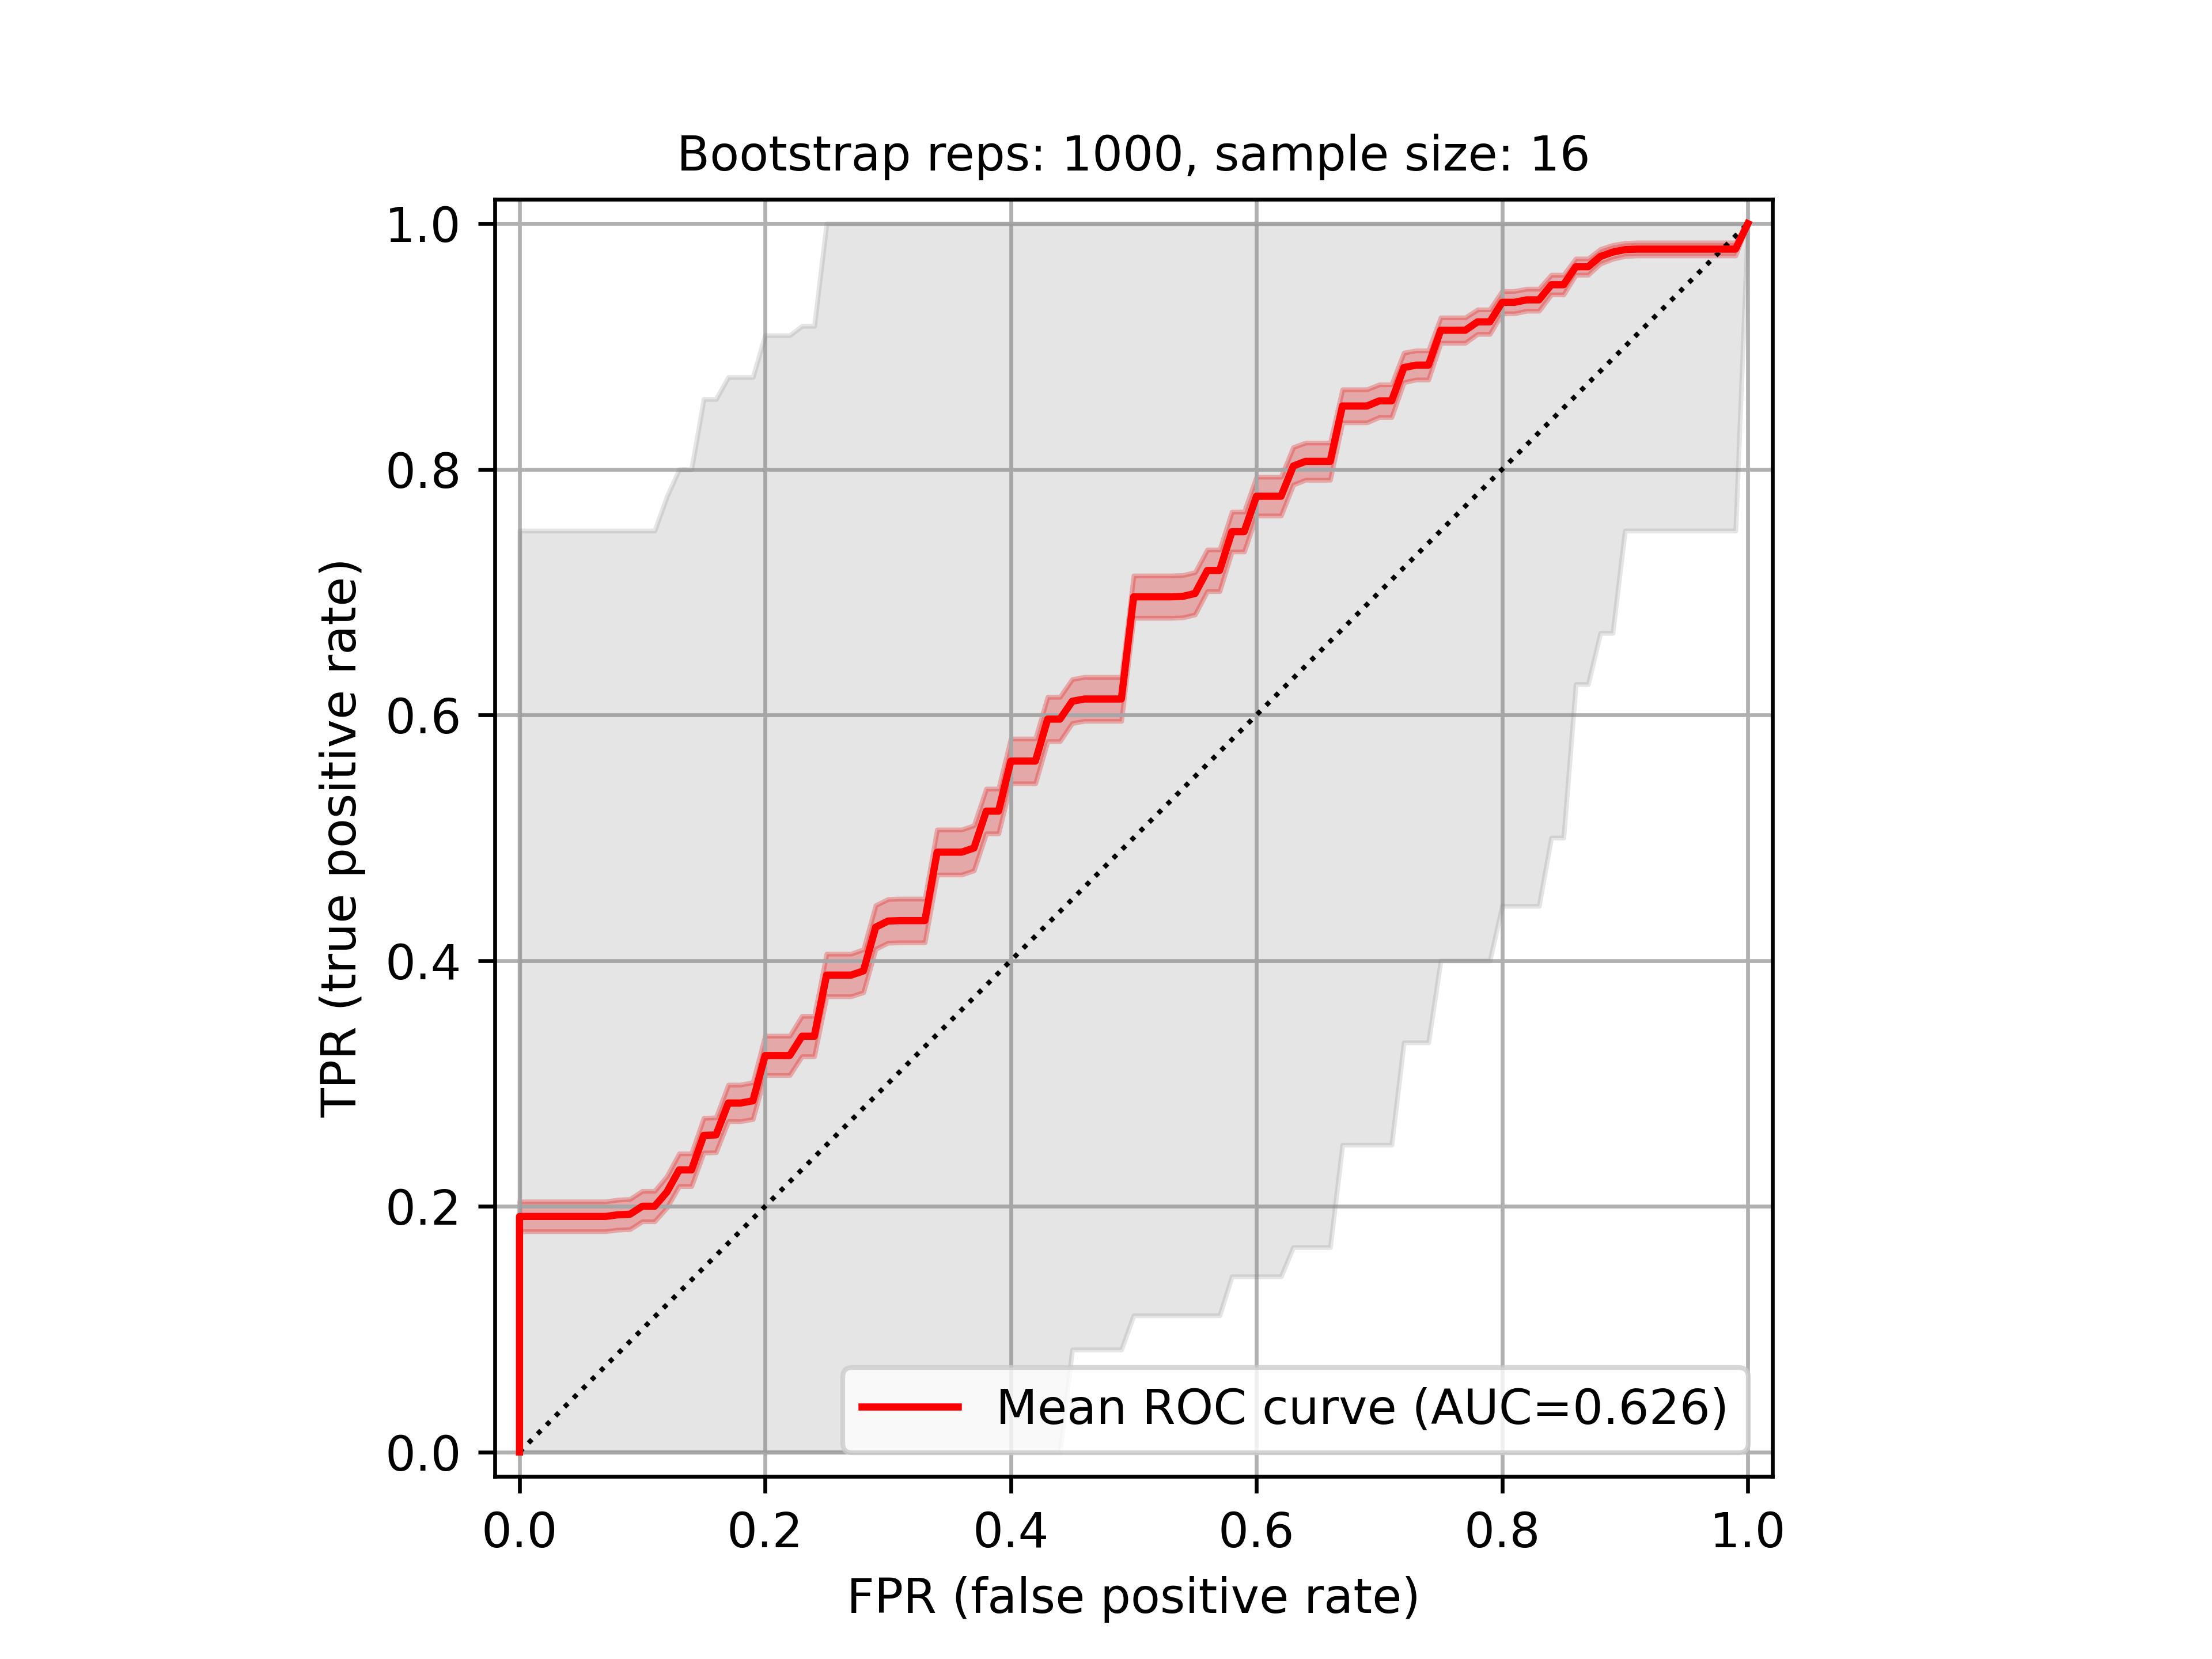 Bootstrap reps: 1000, sample size: 16
1.0
0.8
0.6
0.4
0.2
0.0
TPR (true positive rate)
Mean ROC curve (AUC=0.626)
0.0 0.2 0.4 0.6 0.8 1.0
FPR (false positive rate)